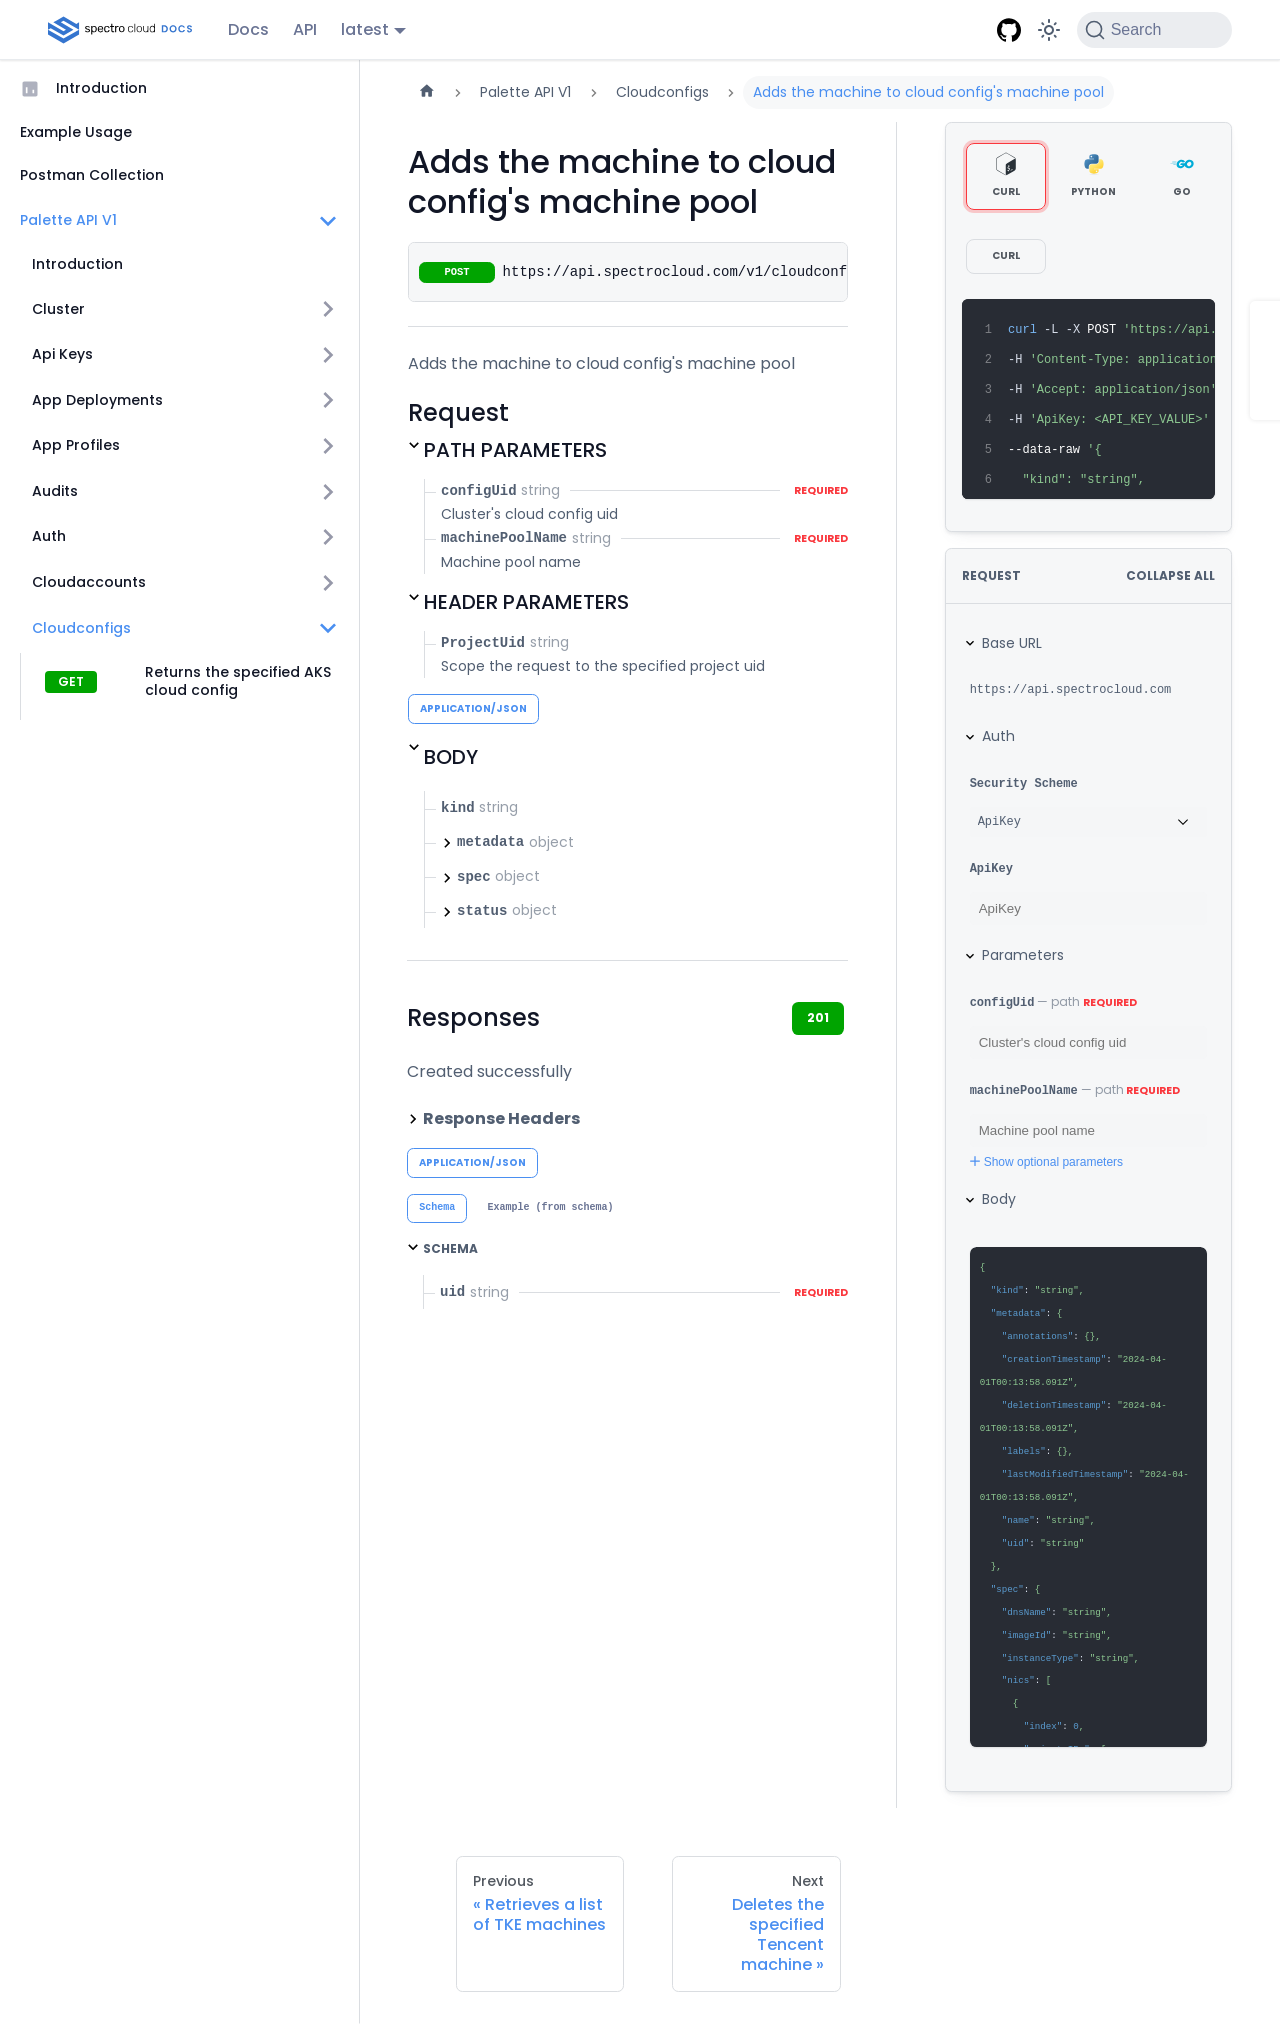 spectro cloud DOCS
Docs
API
latest
Search
Introduction
Example Usage
Postman Collection
Palette API V1
Introduction
Cluster
Api Keys
App Deployments
App Profiles
Audits
Auth
Cloudaccounts
Cloudconfigs
GET
Returns the specified AKS
cloud config
Palette API V1
Cloudconfigs
Adds the machine to cloud config's machine pool
Adds the machine to cloud
config's machine pool
POST https://api.spectrocloud.com/v1/cloudconf
Adds the machine to cloud config's machine pool
Request
PATH PARAMETERS
configUid string REQUIRED
Cluster's cloud config uid
machinePoolName string REQUIRED
Machine pool name
HEADER PARAMETERS
ProjectUid string
Scope the request to the specified project uid
APPLICATION/JSON
BODY
kind string
metadata object
spec object
status object
Responses
201
Created successfully
Response Headers
APPLICATION/JSON
Schema
Example (from schema)
SCHEMA
uid string REQUIRED
CURL
PYTHON
GO
CURL
1 curl -L -X POST 'https://api.
2 -H 'Content-Type: application
3 -H 'Accept: application/json'
4 -H 'ApiKey: <API_KEY_VALUE>'
5 --data-raw '{
6 "kind": "string",
REQUEST
COLLAPSE ALL
Base URL
https://api.spectrocloud.com
Auth
Security Scheme
ApiKey
ApiKey
ApiKey
Parameters
configUid — path REQUIRED
Cluster's cloud config uid
machinePoolName — path REQUIRED
Machine pool name
Show optional parameters
Body
{
"kind": "string",
"metadata": {
"annotations": {},
"creationTimestamp": "2024-04-
01T00:13:58.091Z",
"deletionTimestamp": "2024-04-
01T00:13:58.091Z",
"labels": {},
"lastModifiedTimestamp": "2024-04-
01T00:13:58.091Z",
"name": "string",
"uid": "string"
},
"spec": {
"dnsName": "string",
"imageId": "string",
"instanceType": "string",
"nics": [
{
"index": 0,
Previous
« Retrieves a list
of TKE machines
Next
Deletes the
specified
Tencent
machine »